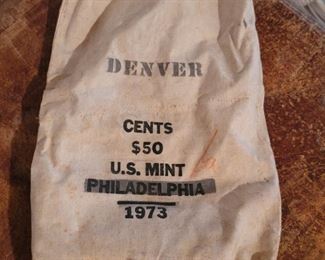 DENVER
CENTS
$50
U.S. MINT
PHILADELPHIA
1973